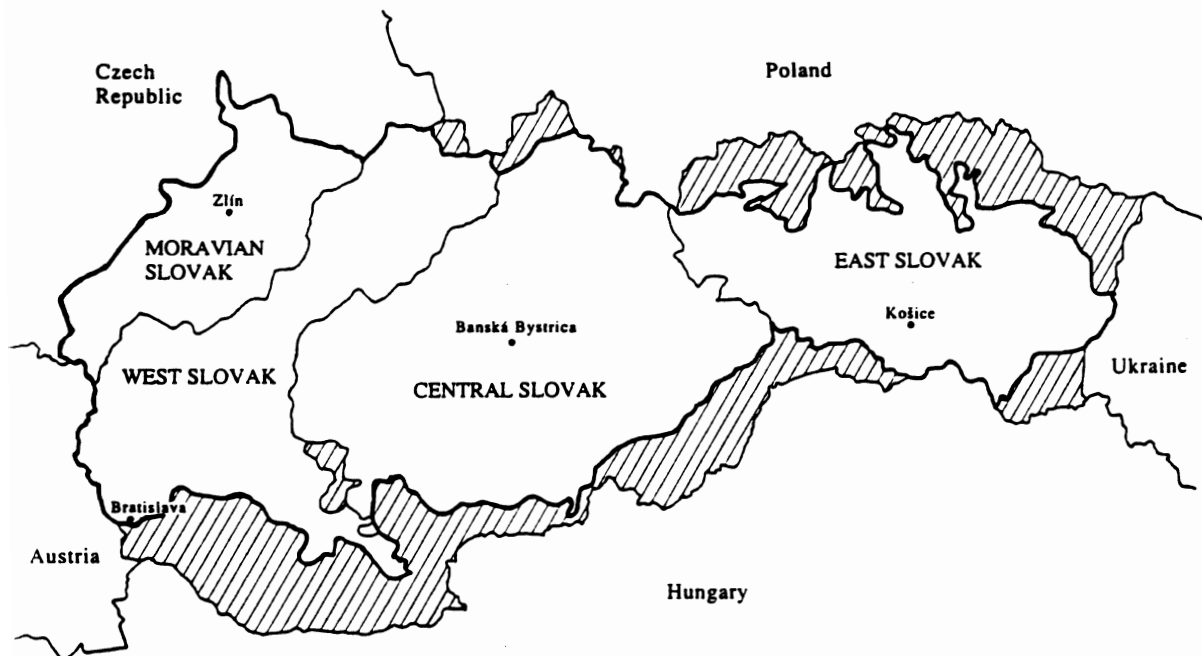 Czech
Republic
Poland
Zlín
MORAVIAN
SLOVAK
EAST SLOVAK
Košice
Banská Bystrica
WEST SLOVAK
CENTRAL SLOVAK
Ukraine
Bratislava
Austria
Hungary